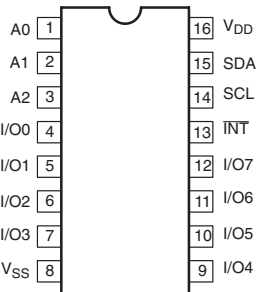 A0 1 16 VDD
A1 2 15 SDA
A2 3 14 SCL
I/O0 4 13 INT
I/O1 5 12 I/O7
I/O2 6 11 I/O6
I/O3 7 10 I/O5
VSS 8 9 I/O4